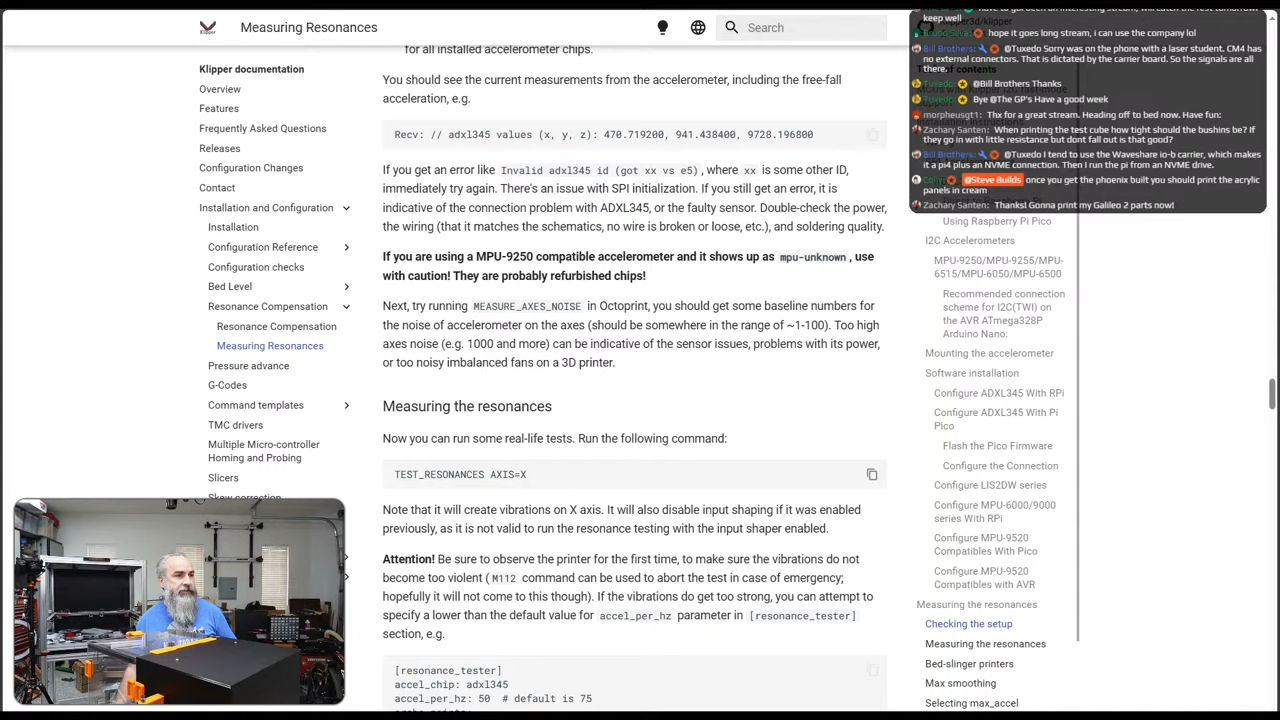 Klipper
Measuring Resonances
Search
Klipper documentation
Overview
Features
Frequently Asked Questions
Releases
Configuration Changes
Contact
Installation and Configuration
Installation
Configuration Reference
Configuration checks
Bed Level
Resonance Compensation
Resonance Compensation
Measuring Resonances
Pressure advance
G-Codes
Command templates
TMC drivers
Multiple Micro-controller
Homing and Probing
Slicers
Skew correction
for all installed accelerometer chips.
You should see the current measurements from the accelerometer, including the free-fall
acceleration, e.g.
Recv: // adxl345 values (x, y, z): 470.719200, 941.438400, 9728.196800
If you get an error like Invalid adxl345 id (got xx vs e5), where xx is some other ID,
immediately try again. There's an issue with SPI initialization. If you still get an error, it is
indicative of the connection problem with ADXL345, or the faulty sensor. Double-check the power,
the wiring (that it matches the schematics, no wire is broken or loose, etc.), and soldering quality.
If you are using a MPU-9250 compatible accelerometer and it shows up as mpu-unknown, use
with caution! They are probably refurbished chips!
Next, try running MEASURE_AXES_NOISE in Octoprint, you should get some baseline numbers for
the noise of accelerometer on the axes (should be somewhere in the range of ~1-100). Too high
axes noise (e.g. 1000 and more) can be indicative of the sensor issues, problems with its power,
or too noisy imbalanced fans on a 3D printer.
Measuring the resonances
Now you can run some real-life tests. Run the following command:
TEST_RESONANCES AXIS=X
Note that it will create vibrations on X axis. It will also disable input shaping if it was enabled
previously, as it is not valid to run the resonance testing with the input shaper enabled.
Attention! Be sure to observe the printer for the first time, to make sure the vibrations do not
become too violent (M112 command can be used to abort the test in case of emergency;
hopefully it will not come to this though). If the vibrations do get too strong, you can attempt to
specify a lower than the default value for accel_per_hz parameter in [resonance_tester]
section, e.g.
[resonance_tester]
accel_chip: adxl345
accel_per_hz: 50 # default is 75
keep well
hope it goes long stream, i can use the company lol
Bill Brothers @Tuxedo Sorry was on the phone with a laser student. CM4 has
no external connectors. That is dictated by the carrier board. So the signals are all
there.
@Bill Brothers Thanks
Bye @The GP's Have a good week
morpheusgt1 Thx for a great stream. Heading off to bed now. Have fun:
Zachary Santen: When printing the test cube how tight should the bushins be? If
they go in with little resistance but dont fall out is that good?
Bill Brothers @Tuxedo I tend to use the Waveshare io-b carrier, which makes
it a pi4 plus an NVME connection. Then I run the pi from an NVME drive.
@Steve Builds once you get the phoenix built you should print the acrylic
panels in cream
Zachary Santen: Thanks! Gonna print my Galileo 2 parts now!
Using Raspberry Pi Pico
I2C Accelerometers
MPU-9250/MPU-9255/MPU-
6515/MPU-6050/MPU-6500
Recommended connection
scheme for I2C(TWI) on
the AVR ATmega328P
Arduino Nano:
Mounting the accelerometer
Software installation
Configure ADXL345 With RPi
Configure ADXL345 With Pi
Pico
Flash the Pico Firmware
Configure the Connection
Configure LIS2DW series
Configure MPU-6000/9000
series With RPi
Configure MPU-9520
Compatibles With Pico
Configure MPU-9520
Compatibles with AVR
Measuring the resonances
Checking the setup
Measuring the resonances
Bed-slinger printers
Max smoothing
Selecting max_accel